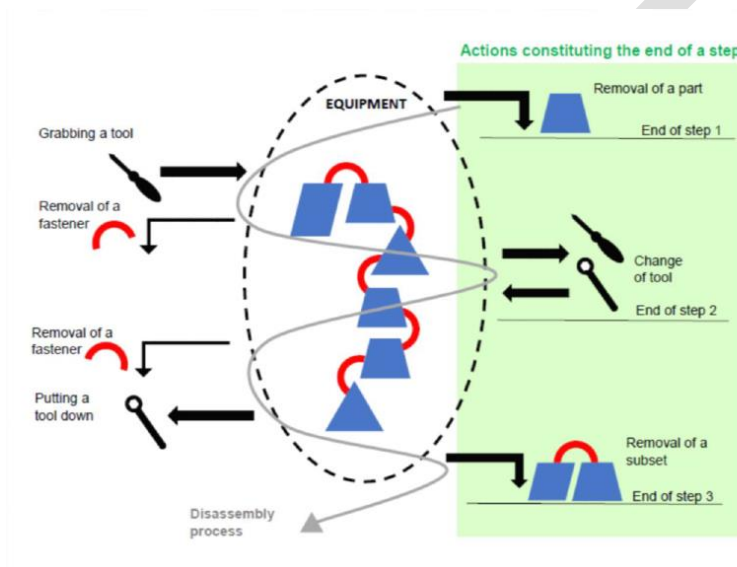 Actions constituting the end of a step
EQUIPMENT
Removal of a part
End of step 1
Grabbing a tool
Removal of a
fastener
Change
of tool
End of step 2
Removal of a
fastener
Putting a
tool down
Removal of a
subset
End of step 3
Disassembly
process